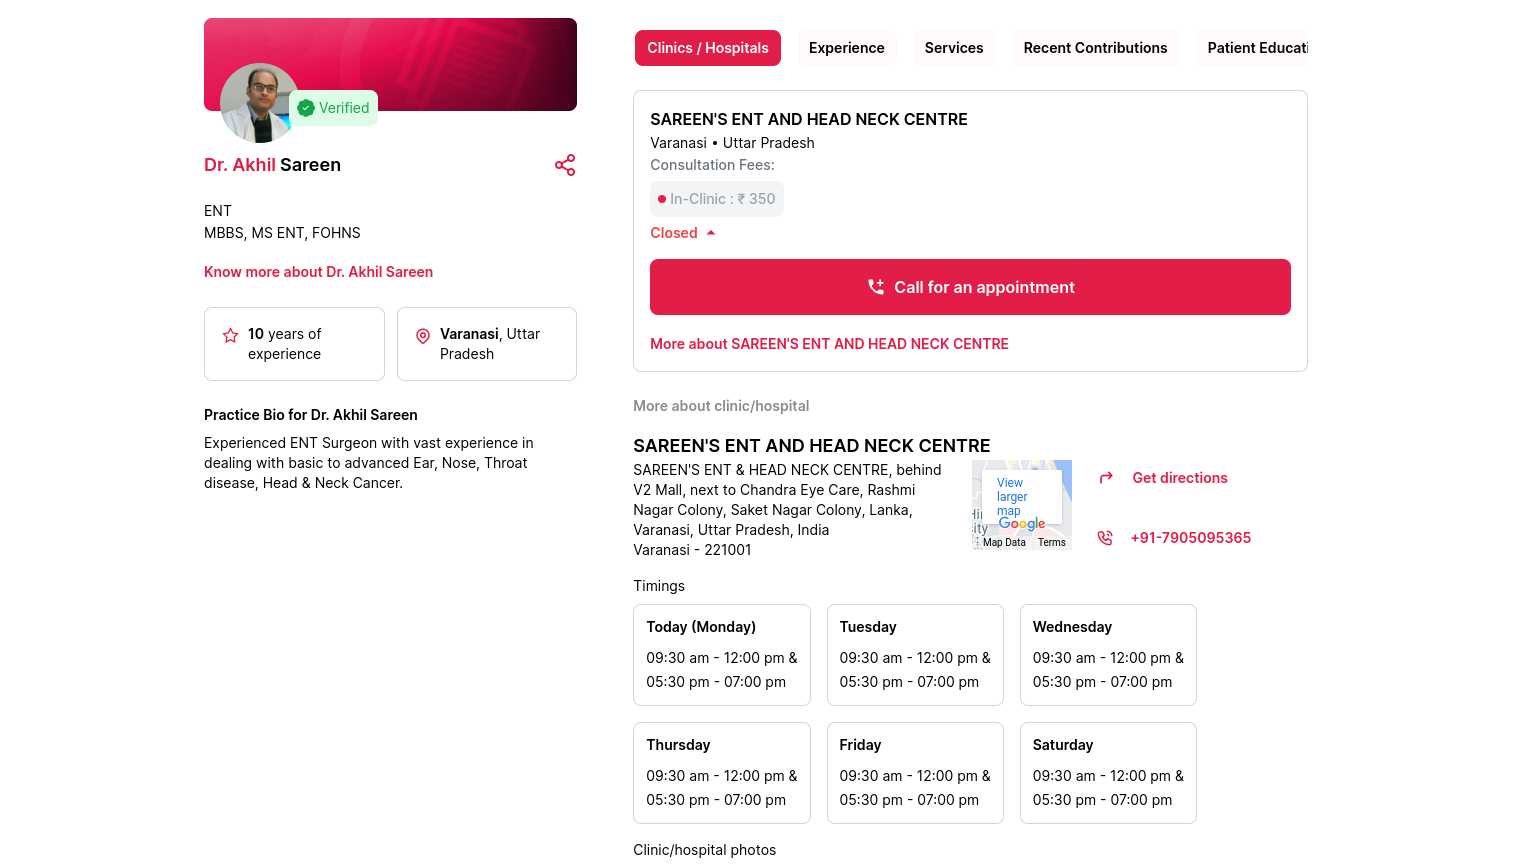 Verified
Dr. Akhil Sareen
ENT
MBBS, MS ENT, FOHNS
Know more about Dr. Akhil Sareen
10 years of
experience
Varanasi, Uttar
Pradesh
Practice Bio for Dr. Akhil Sareen
Experienced ENT Surgeon with vast experience in
dealing with basic to advanced Ear, Nose, Throat
disease, Head & Neck Cancer.
Clinics / Hospitals
Experience
Services
Recent Contributions
Patient Educati
SAREEN'S ENT AND HEAD NECK CENTRE
Varanasi • Uttar Pradesh
Consultation Fees:
In-Clinic : ₹ 350
Closed
Call for an appointment
More about SAREEN'S ENT AND HEAD NECK CENTRE
More about clinic/hospital
SAREEN'S ENT AND HEAD NECK CENTRE
SAREEN'S ENT & HEAD NECK CENTRE, behind
V2 Mall, next to Chandra Eye Care, Rashmi
Nagar Colony, Saket Nagar Colony, Lanka,
Varanasi, Uttar Pradesh, India
Varanasi - 221001
View
larger
map
Google
Map Data
Terms
Get directions
+91-7905095365
Timings
Today (Monday)
09:30 am - 12:00 pm &
05:30 pm - 07:00 pm
Tuesday
09:30 am - 12:00 pm &
05:30 pm - 07:00 pm
Wednesday
09:30 am - 12:00 pm &
05:30 pm - 07:00 pm
Thursday
09:30 am - 12:00 pm &
05:30 pm - 07:00 pm
Friday
09:30 am - 12:00 pm &
05:30 pm - 07:00 pm
Saturday
09:30 am - 12:00 pm &
05:30 pm - 07:00 pm
Clinic/hospital photos